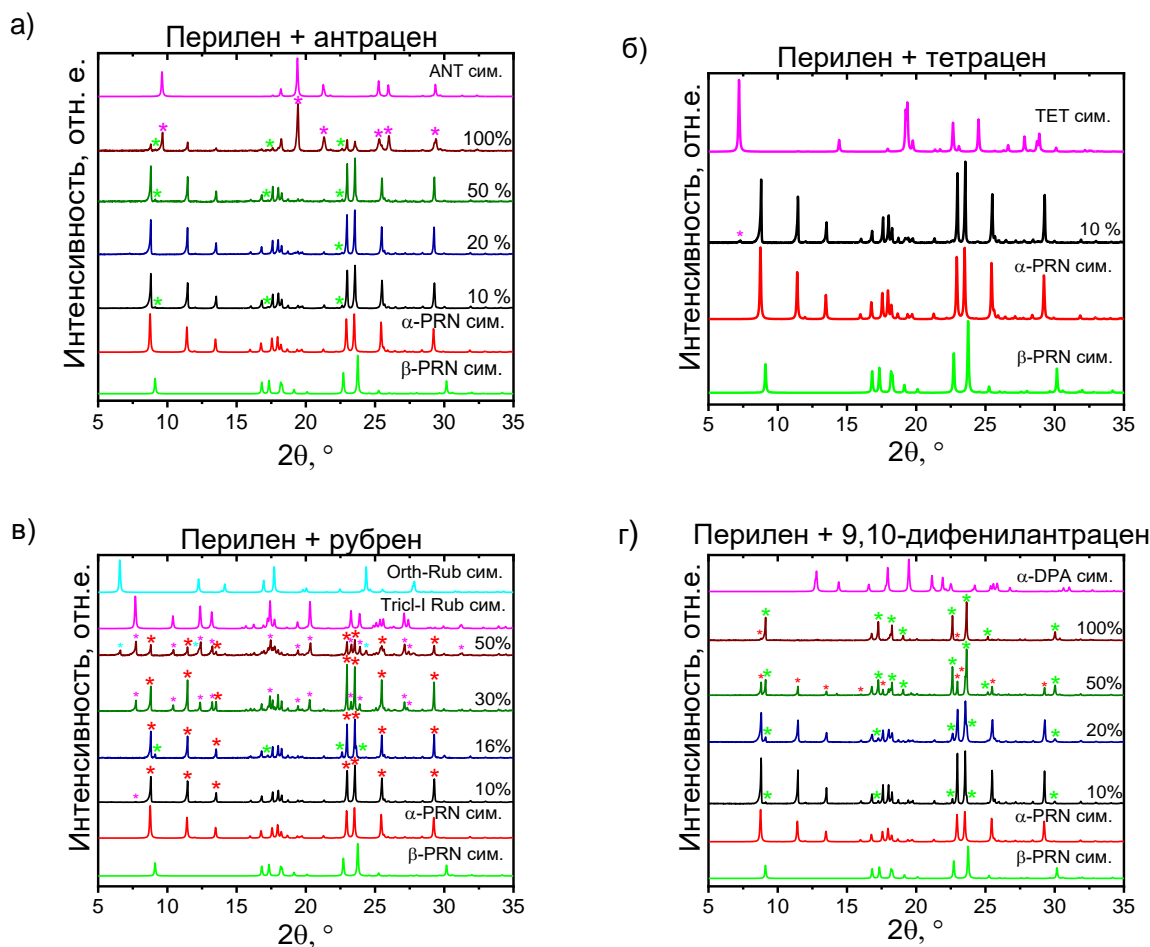 а)
Перилен + антрацен
Интенсивность, отн. е.
ANT сим.
100%
50 %
20 %
10 %
α-PRN сим.
β-PRN сим.
5 10 15 20 25 30 35
2θ, °
б)
Перилен + тетрацен
Интенсивность, отн.е.
TET сим.
10%
α-PRN сим.
β-PRN сим.
5 10 15 20 25 30 35
2θ, °
в)
Перилен + рубрен
Интенсивность, отн.е.
Orth-Rub сим.
Tricl-I Rub сим.
50%
30%
16%
10%
α-PRN сим.
β-PRN сим.
5 10 15 20 25 30 35
2θ, °
г)
Перилен + 9,10-дифенилантрацен
Интенсивность, отн.е.
α-DPA сим.
100%
50%
20%
10%
α-PRN сим.
β-PRN сим.
5 10 15 20 25 30 35
2θ, °